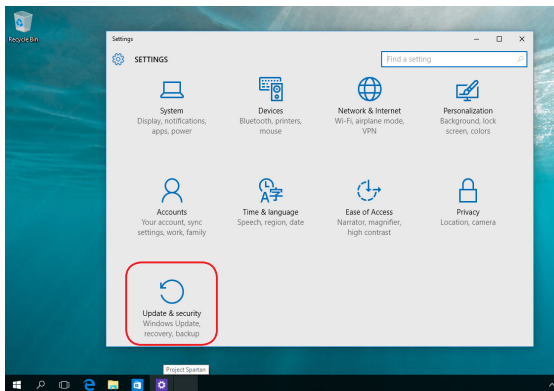 Recycle Bin
Settings
SETTINGS
Find a setting
System
Display, notifications,
apps, power
Devices
Bluetooth, printers,
mouse
Network & Internet
Wi-Fi, airplane mode,
VPN
Personalization
Background, lock
screen, colors
Accounts
Your account, sync
settings, work, family
Time & language
Speech, region, date
Ease of Access
Narrator, magnifier,
high contrast
Privacy
Location, camera
Update & security
Windows Update,
recovery, backup
Project Spartan